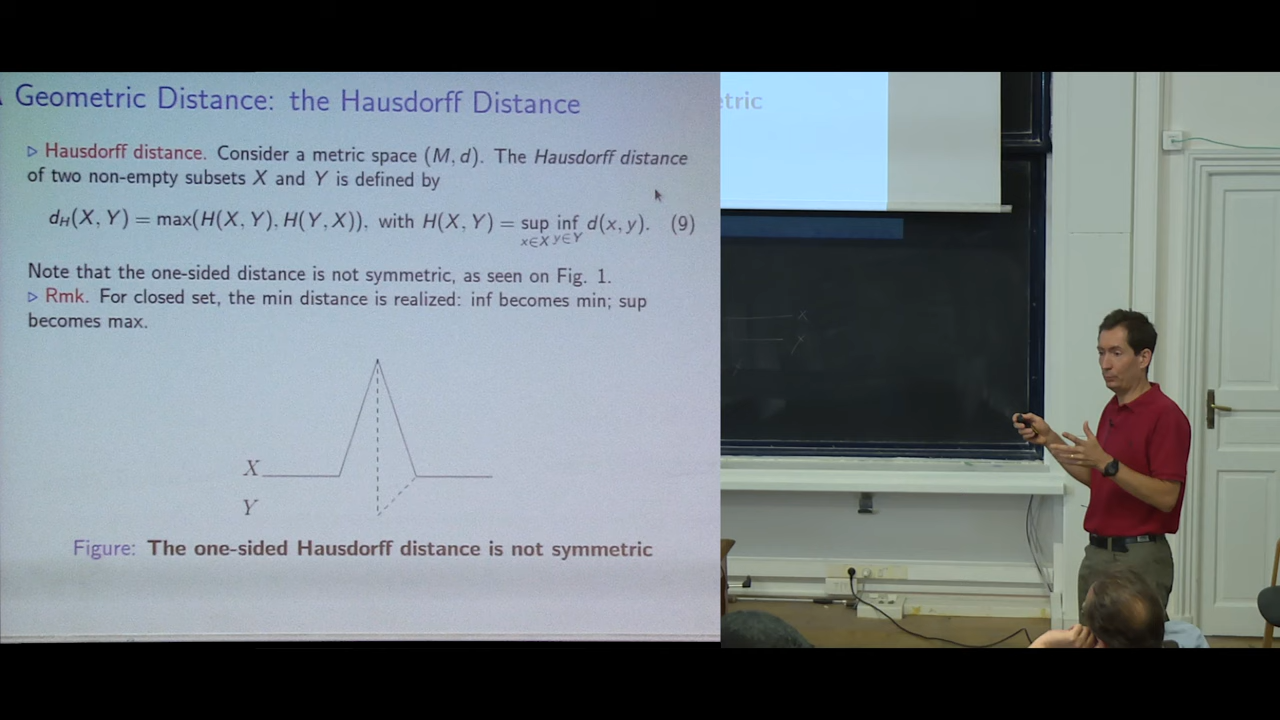 A Geometric Distance: the Hausdorff Distance
▷ Hausdorff distance. Consider a metric space (M, d). The Hausdorff distance
of two non-empty subsets X and Y is defined by
d_H(X, Y) = max(H(X, Y), H(Y, X)), with H(X, Y) = sup inf d(x, y). (9)
x∈X y∈Y
Note that the one-sided distance is not symmetric, as seen on Fig. 1.
▷ Rmk. For closed set, the min distance is realized: inf becomes min; sup
becomes max.
X
Y
Figure: The one-sided Hausdorff distance is not symmetric
etric
X